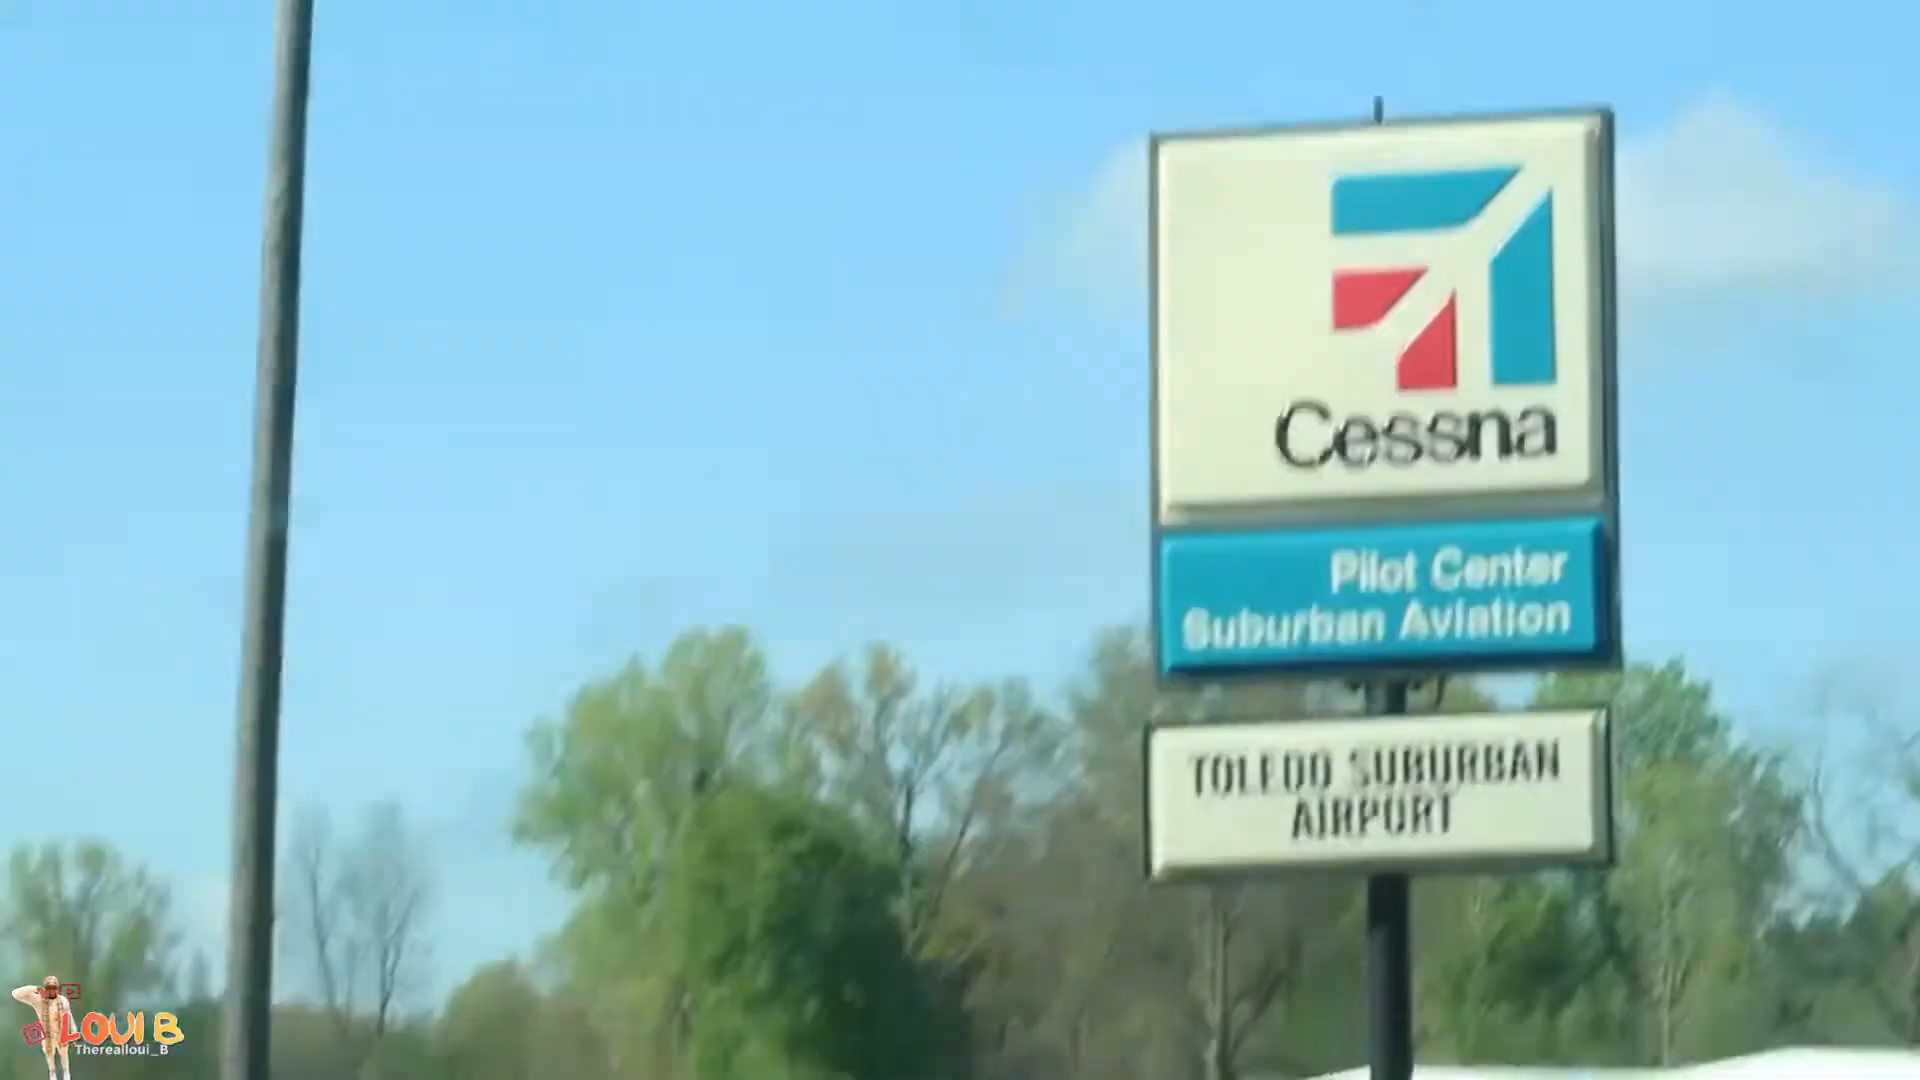 Cessna
Pilot Center
Suburban Aviation
TOLEDO SUBURBAN
AIRPORT
LOUI B
Therealloui_B